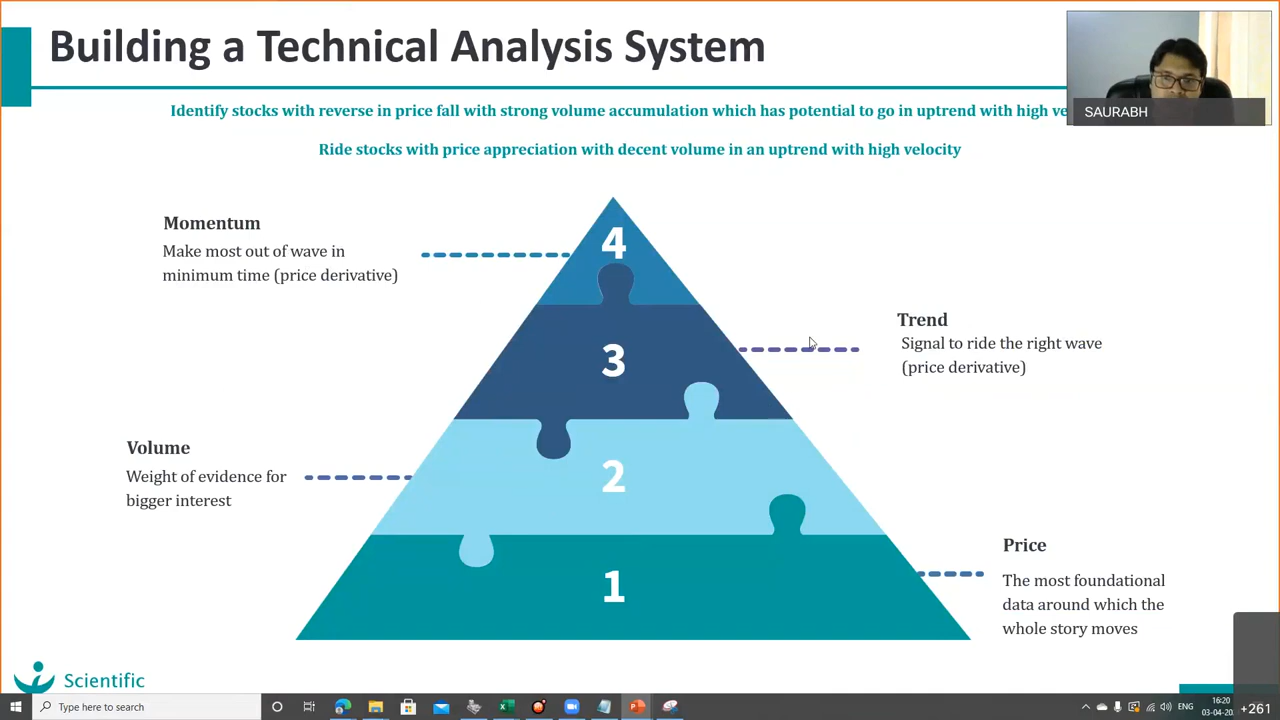 Building a Technical Analysis System
SAURABH
Identify stocks with reverse in price fall with strong volume accumulation which has potential to go in uptrend with high
Ride stocks with price appreciation with decent volume in an uptrend with high velocity
Momentum
Make most out of wave in
minimum time (price derivative)
4
Trend
Signal to ride the right wave
(price derivative)
3
Volume
Weight of evidence for
bigger interest
2
Price
The most foundational
data around which the
whole story moves
1
Scientific
Type here to search
ENG
16:20
03-04-20
+261